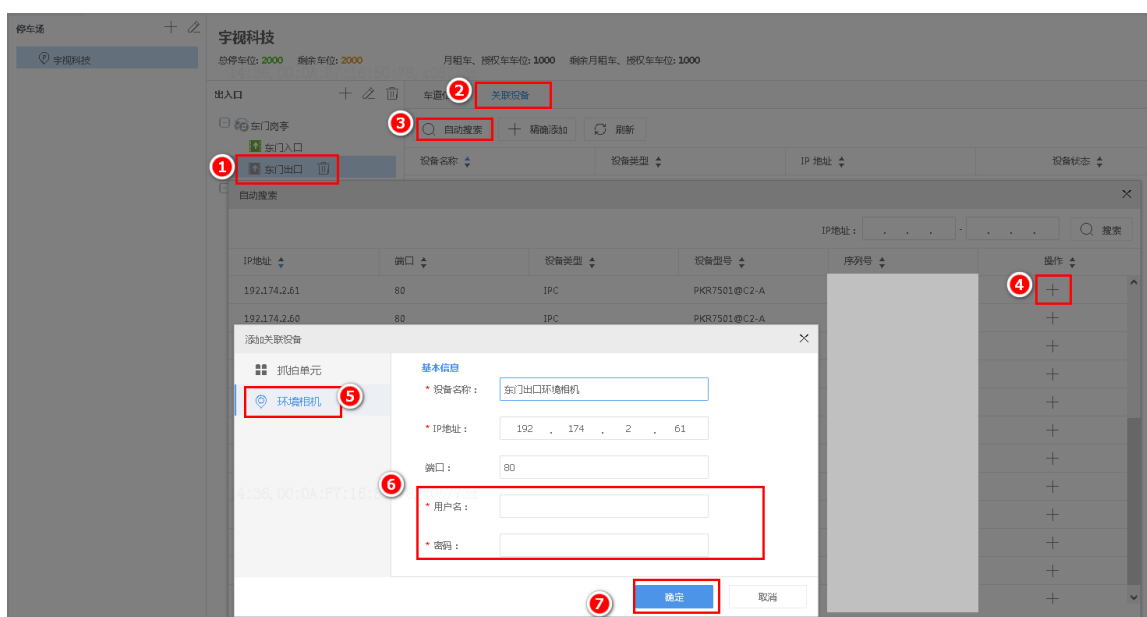 停车场
宇视科技
宇视科技
总停车位: 2000 剩余车位: 2000 月租车、授权车车位: 1000 剩余月租车、授权车车位: 1000
出入口
东门岗亭
东门入口
1 东门出口
车道 2 关联设备
3 自动搜索 精确添加 刷新
设备名称 设备类型 IP 地址 设备状态
自动搜索
IP地址: . . . - . . . 搜索
IP地址 端口 设备类型 设备型号 序列号 操作
192.174.2.61 80 IPC PKR7501@C2-A 4
192.174.2.60 80 IPC PKR7501@C2-A
添加关联设备
抓拍单元
环境相机 5
基本信息
* 设备名称: 东门出口环境相机
* IP地址: 192 . 174 . 2 . 61
端口: 80
6
* 用户名:
* 密码:
7 确定 取消